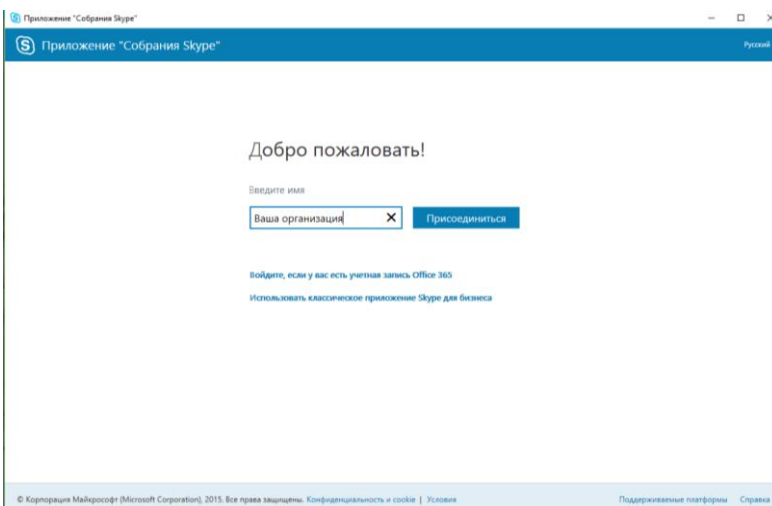 Приложение "Собрания Skype"
Приложение "Собрания Skype"
Русский
Добро пожаловать!
Введите имя
Ваша организация
Присоединиться
Войдите, если у вас есть учетная запись Office 365
Использовать классическое приложение Skype для бизнеса
© Корпорация Майкрософт (Microsoft Corporation), 2015. Все права защищены. Конфиденциальность и cookie | Условия
Поддерживаемые платформы Справка